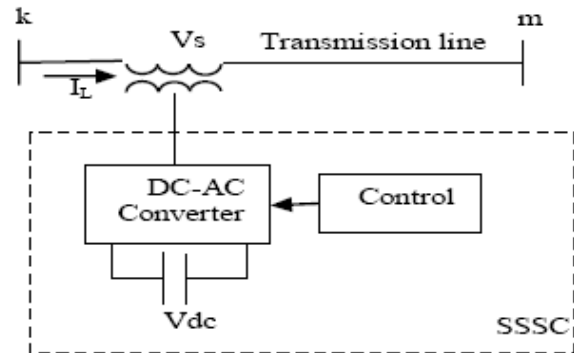 k
m
Vs
Transmission line
IL
DC-AC
Converter
Control
Vdc
SSSC